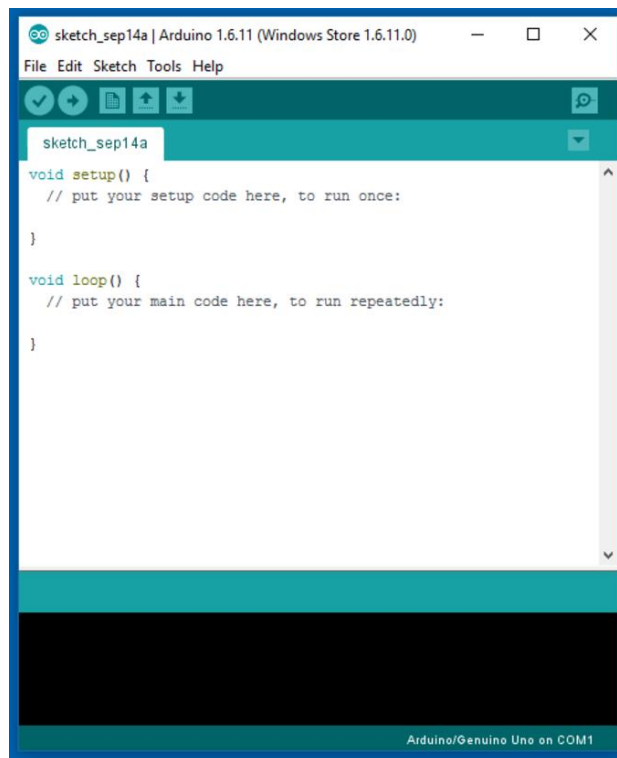 sketch_sep14a | Arduino 1.6.11 (Windows Store 1.6.11.0)
File Edit Sketch Tools Help
sketch_sep14a
void setup() {
  // put your setup code here, to run once:
}
void loop() {
  // put your main code here, to run repeatedly:
}
Arduino/Genuino Uno on COM1